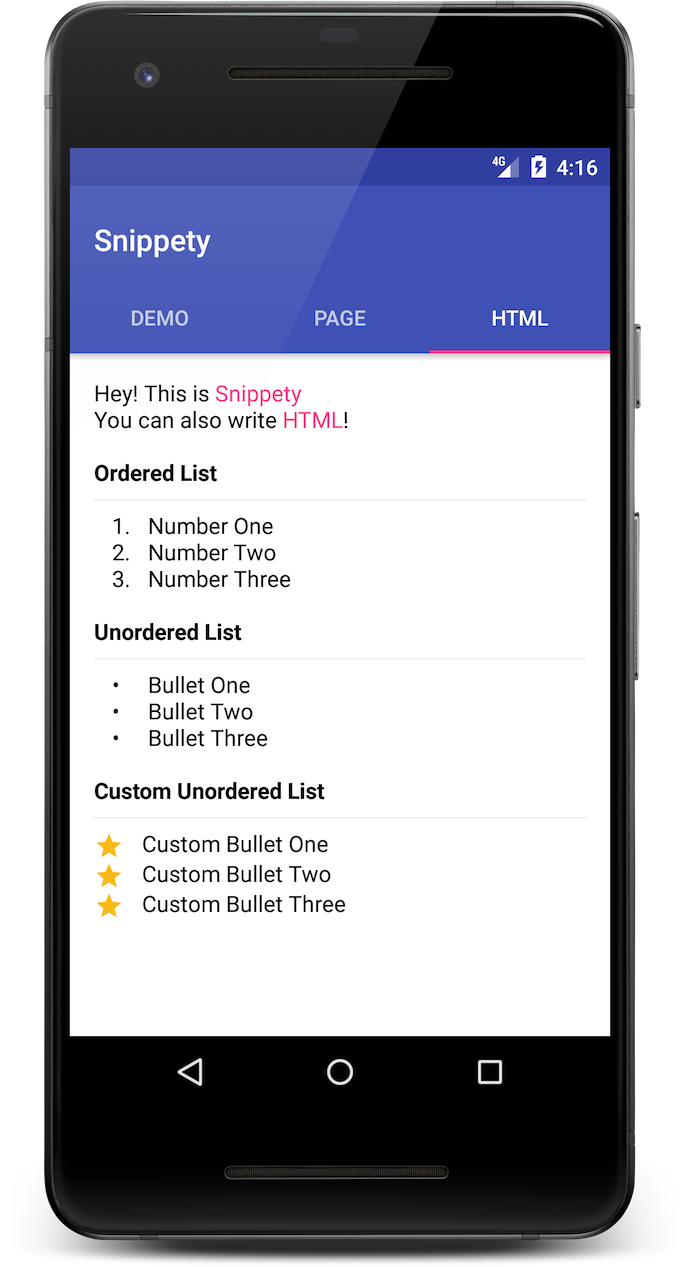 4G 4:16
Snippety
DEMO PAGE HTML
Hey! This is Snippety
You can also write HTML!
Ordered List
1. Number One
2. Number Two
3. Number Three
Unordered List
• Bullet One
• Bullet Two
• Bullet Three
Custom Unordered List
Custom Bullet One
Custom Bullet Two
Custom Bullet Three